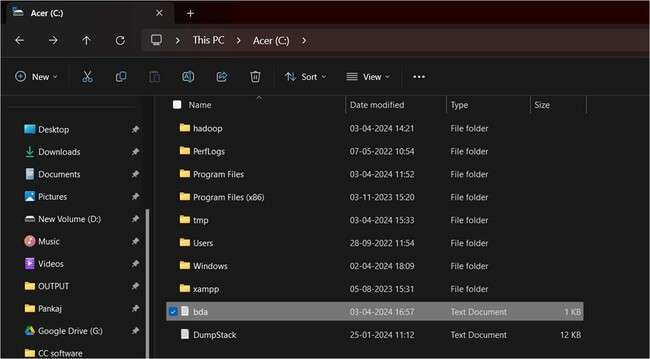 Acer (C:)
This PC > Acer (C:) >
New Sort View ...
Name Date modified Type Size
Desktop
Downloads
Documents
Pictures
New Volume (D:)
Music
Videos
OUTPUT
Pankaj
Google Drive (G:)
CC software
hadoop 03-04-2024 14:21 File folder
PerfLogs 07-05-2022 10:54 File folder
Program Files 03-04-2024 11:52 File folder
Program Files (x86) 03-11-2023 15:20 File folder
tmp 03-04-2024 15:33 File folder
Users 28-09-2022 11:54 File folder
Windows 02-04-2024 18:09 File folder
xampp 05-08-2023 15:31 File folder
bda 03-04-2024 16:57 Text Document 1 KB
DumpStack 25-01-2024 11:12 Text Document 12 KB